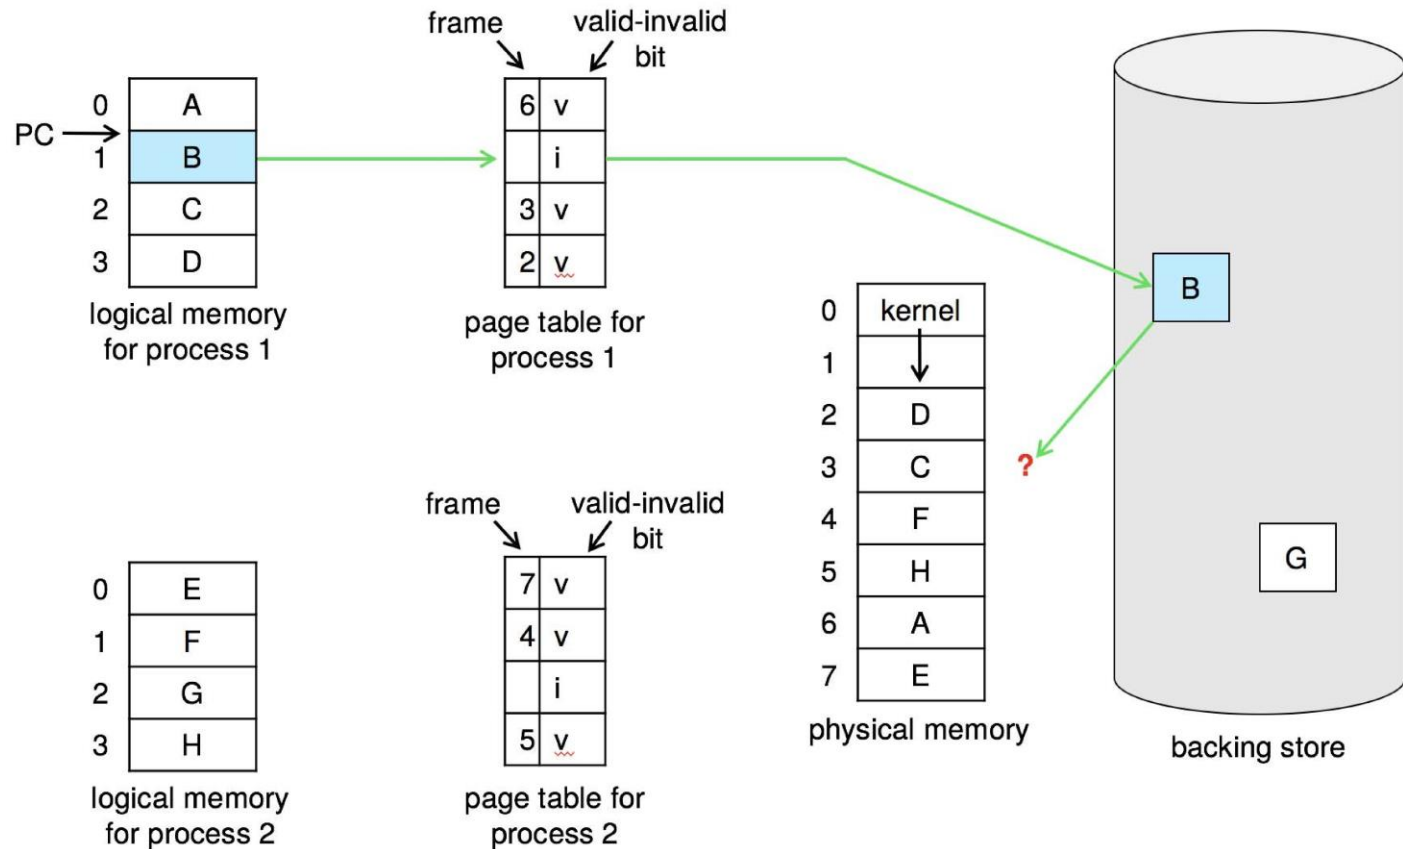 frame
valid-invalid
bit
0 A
PC
1 B
2 C
3 D
logical memory
for process 1
6 v
i
3 v
2 v
page table for
process 1
0 kernel
1
2 D
3 C
4 F
5 H
6 A
7 E
physical memory
?
B
G
backing store
frame
valid-invalid
bit
0 E
1 F
2 G
3 H
logical memory
for process 2
7 v
4 v
i
5 v
page table for
process 2